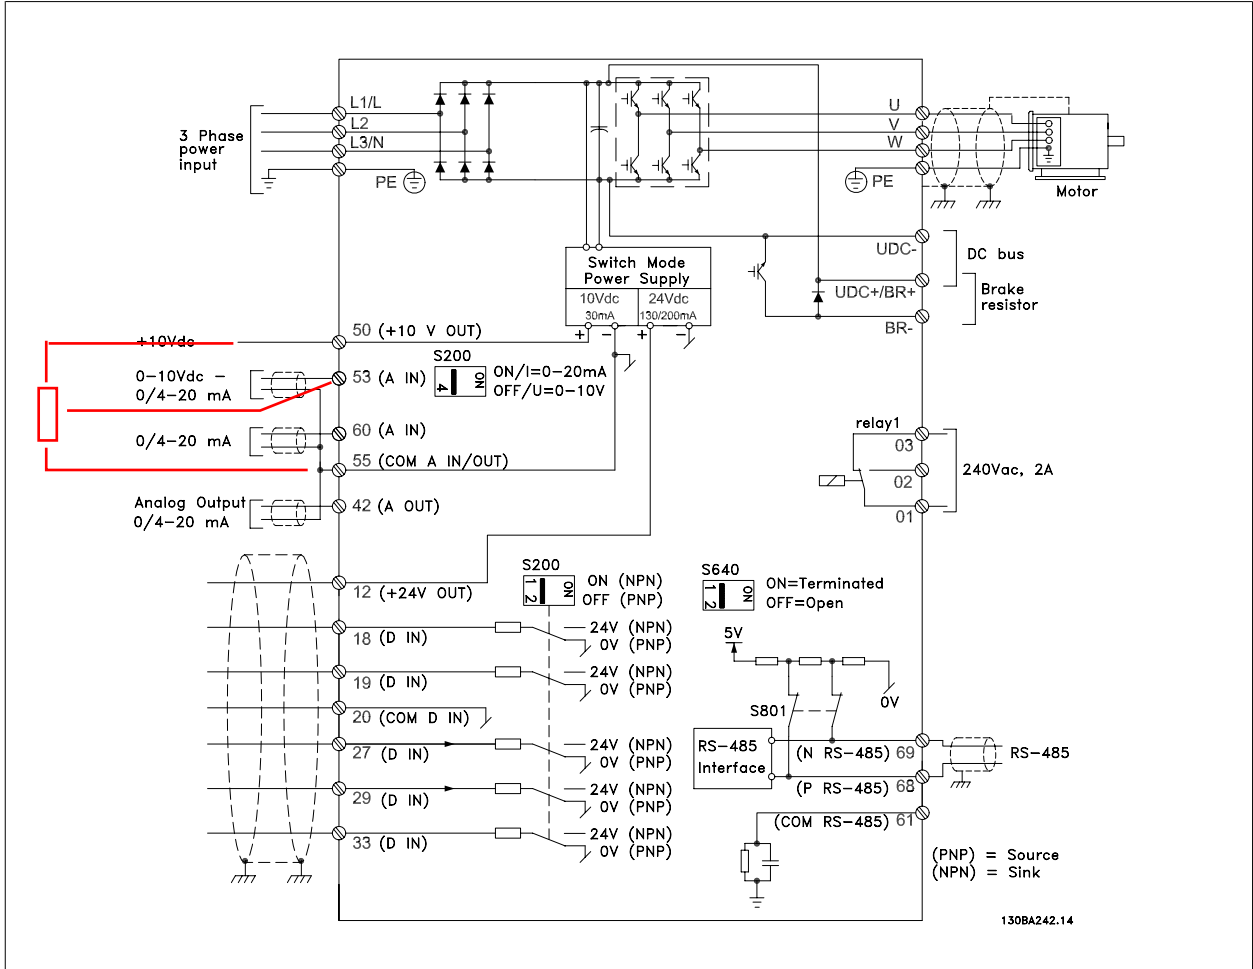 L1/L
L2
L3/N
PE
3 Phase
power
input
U
V
W
PE
Motor
UDC-
DC bus
UDC+/BR+
Brake
resistor
BR-
Switch Mode
Power Supply
10Vdc
30mA
24Vdc
130/200mA
+ - + -
+10Vdc
50 (+10 V OUT)
S200
ON
4
ON/I=0-20mA
OFF/U=0-10V
0-10Vdc -
0/4-20 mA
53 (A IN)
0/4-20 mA
60 (A IN)
55 (COM A IN/OUT)
Analog Output
0/4-20 mA
42 (A OUT)
relay1
03
02
01
240Vac, 2A
12 (+24V OUT)
S200
ON
1 2
ON (NPN)
OFF (PNP)
S640
ON
1 2
ON=Terminated
OFF=Open
18 (D IN)
24V (NPN)
0V (PNP)
19 (D IN)
24V (NPN)
0V (PNP)
20 (COM D IN)
27 (D IN)
24V (NPN)
0V (PNP)
29 (D IN)
24V (NPN)
0V (PNP)
33 (D IN)
24V (NPN)
0V (PNP)
5V
0V
S801
RS-485
Interface
(N RS-485) 69
(P RS-485) 68
(COM RS-485) 61
RS-485
(PNP) = Source
(NPN) = Sink
130BA242.14